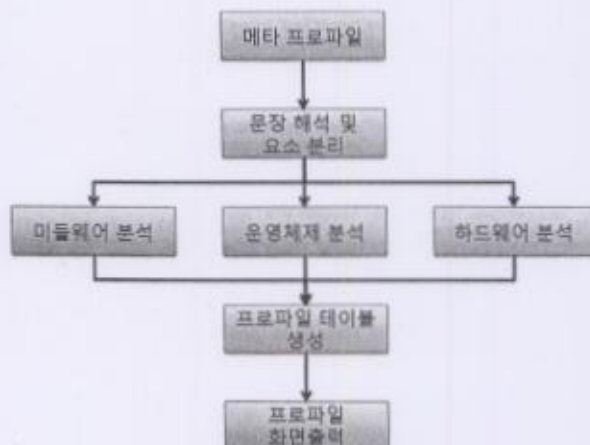 메타 프로파일
문장 해석 및
요소 분리
미들웨어 분석
운영체제 분석
하드웨어 분석
프로파일 테이블
생성
프로파일
화면출력